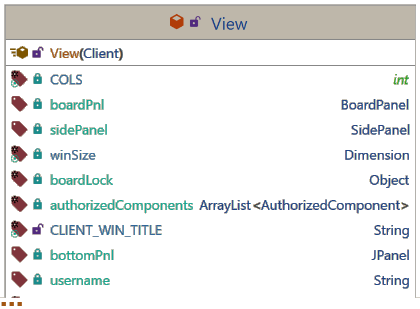 View
View(Client)
COLS int
boardPnl BoardPanel
sidePanel SidePanel
winSize Dimension
boardLock Object
authorizedComponents ArrayList<AuthorizedComponent>
CLIENT_WIN_TITLE String
bottomPnl JPanel
username String